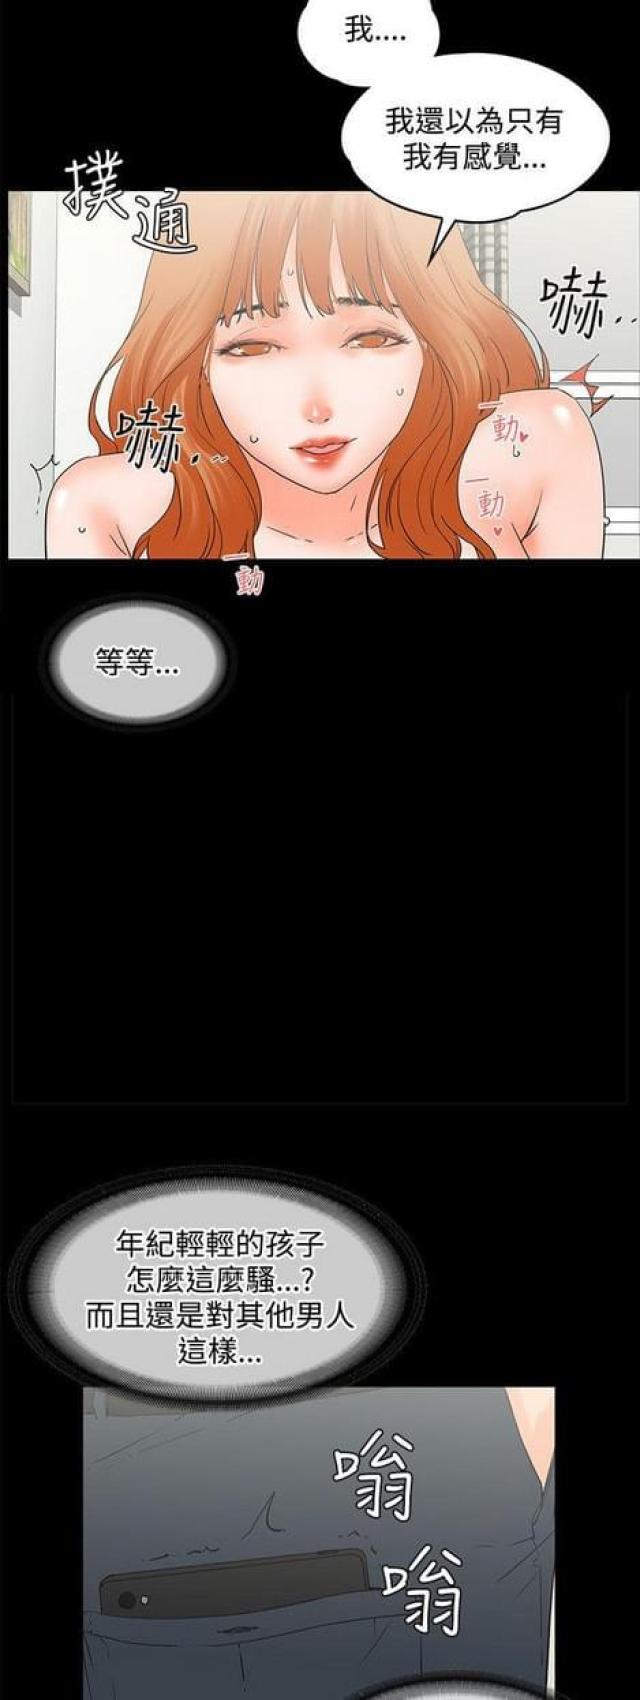 我....
我還以為只有
我有感覺...
撲通
嚇...
嚇...
一動
一動
一動
等等...
年紀輕輕的孩子
怎麼這麼騷...?
而且還是對其他男人
這樣...
嗡
嗡